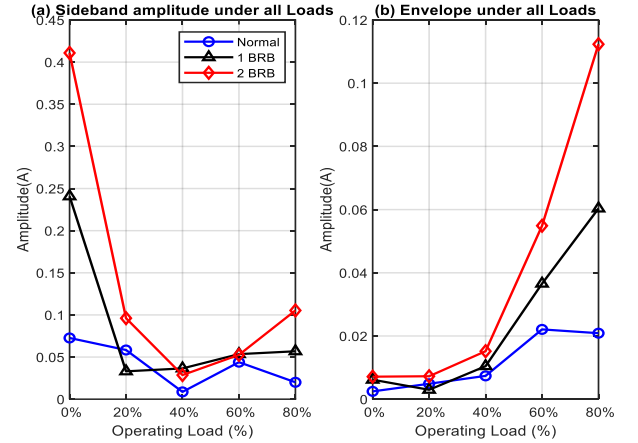 (a) Sideband amplitude under all Loads
0.45
0.4
0.35
0.3
0.25
0.2
0.15
0.1
0.05
0
0% 20% 40% 60% 80%
Amplitude(A)
Operating Load (%)
Normal
1 BRB
2 BRB
(b) Envelope under all Loads
0.12
0.1
0.08
0.06
0.04
0.02
0
0% 20% 40% 60% 80%
Amplitude(A)
Operating Load (%)